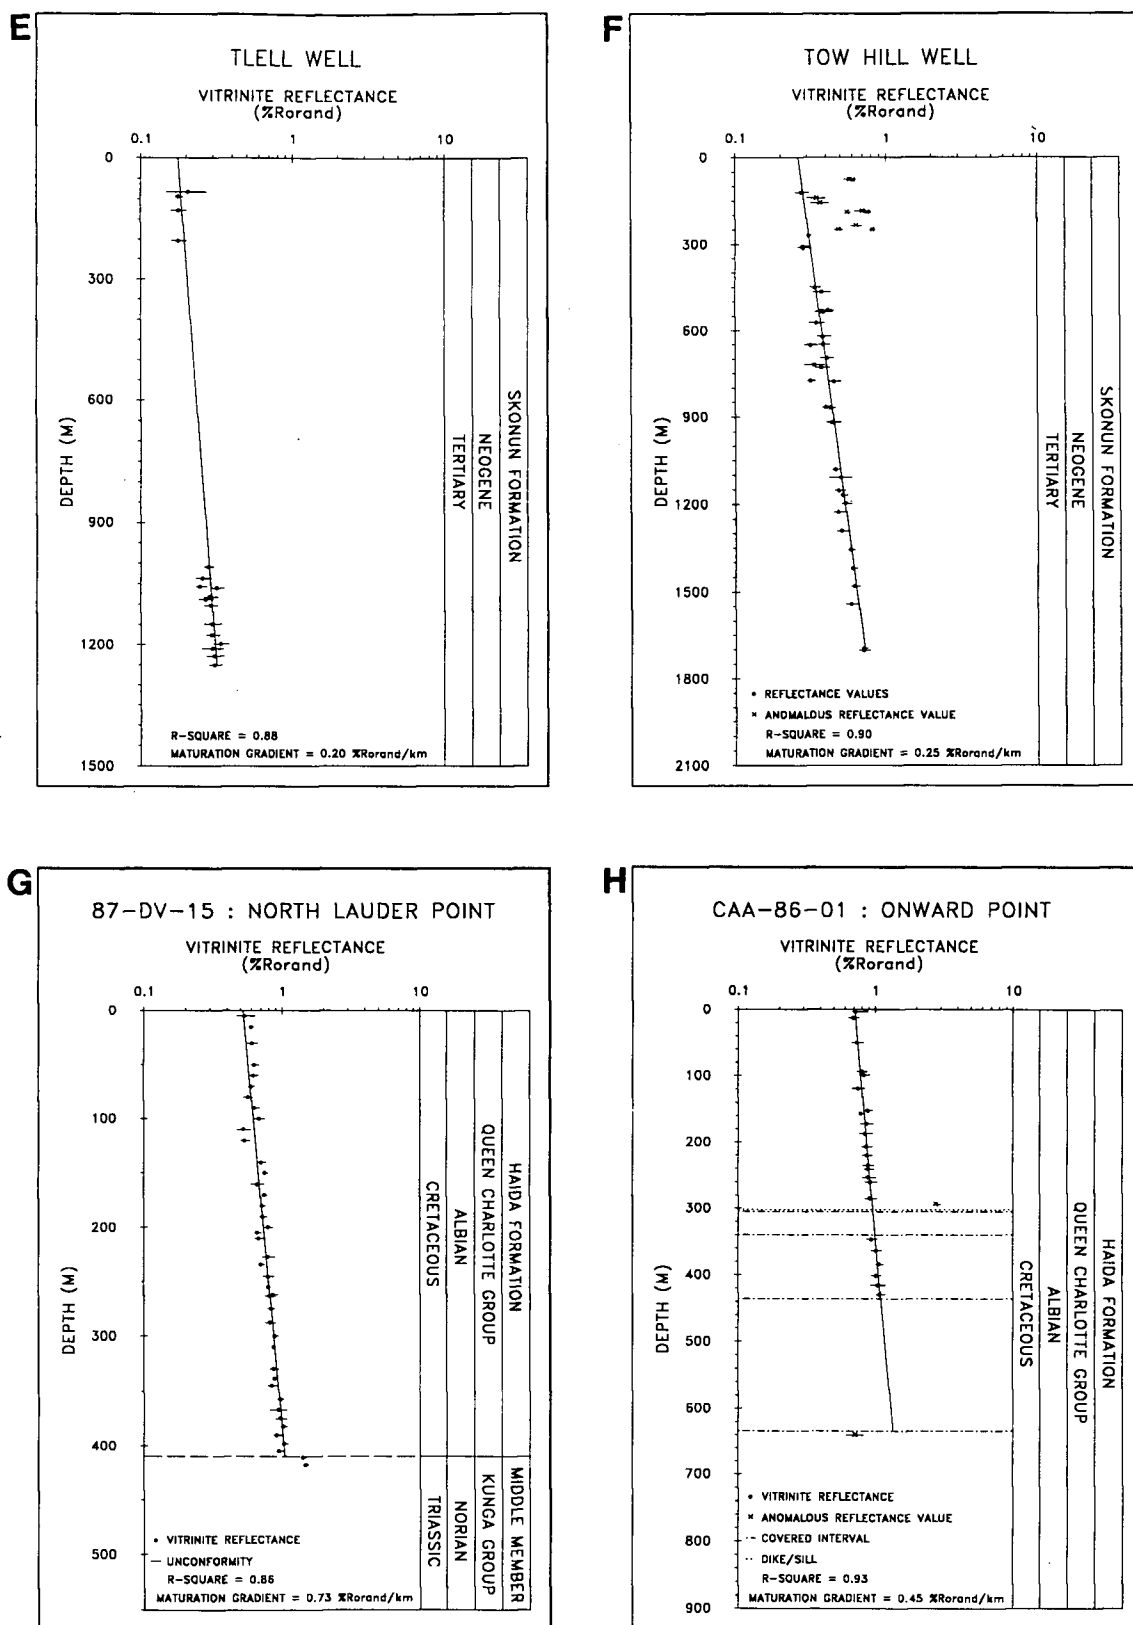 E
TLELL WELL
VITRINITE REFLECTANCE
(%Rorand)
0.1 1 10
0
300
600
900
1200
1500
DEPTH (M)
TERTIARY
NEOGENE
SKONUN FORMATION
R-SQUARE = 0.88
MATURATION GRADIENT = 0.20 %Rorand/km
F
TOW HILL WELL
VITRINITE REFLECTANCE
(%Rorand)
0.1 1 10
0
300
600
900
1200
1500
1800
2100
DEPTH (M)
TERTIARY
NEOGENE
SKONUN FORMATION
• REFLECTANCE VALUES
× ANOMALOUS REFLECTANCE VALUE
R-SQUARE = 0.90
MATURATION GRADIENT = 0.25 %Rorand/km
G
87-DV-15 : NORTH LAUDER POINT
VITRINITE REFLECTANCE
(%Rorand)
0.1 1 10
0
100
200
300
400
500
DEPTH (M)
CRETACEOUS
ALBIAN
QUEEN CHARLOTTE GROUP
HAIDA FORMATION
TRIASSIC
NORIAN
KUNGA GROUP
MIDDLE MEMBER
• VITRINITE REFLECTANCE
— UNCONFORMITY
R-SQUARE = 0.86
MATURATION GRADIENT = 0.73 %Rorand/km
H
CAA-86-01 : ONWARD POINT
VITRINITE REFLECTANCE
(%Rorand)
0.1 1 10
0
100
200
300
400
500
600
700
800
900
DEPTH (M)
CRETACEOUS
ALBIAN
QUEEN CHARLOTTE GROUP
HAIDA FORMATION
• VITRINITE REFLECTANCE
× ANOMALOUS REFLECTANCE VALUE
-·- COVERED INTERVAL
·· DIKE/SILL
R-SQUARE = 0.93
MATURATION GRADIENT = 0.45 %Rorand/km